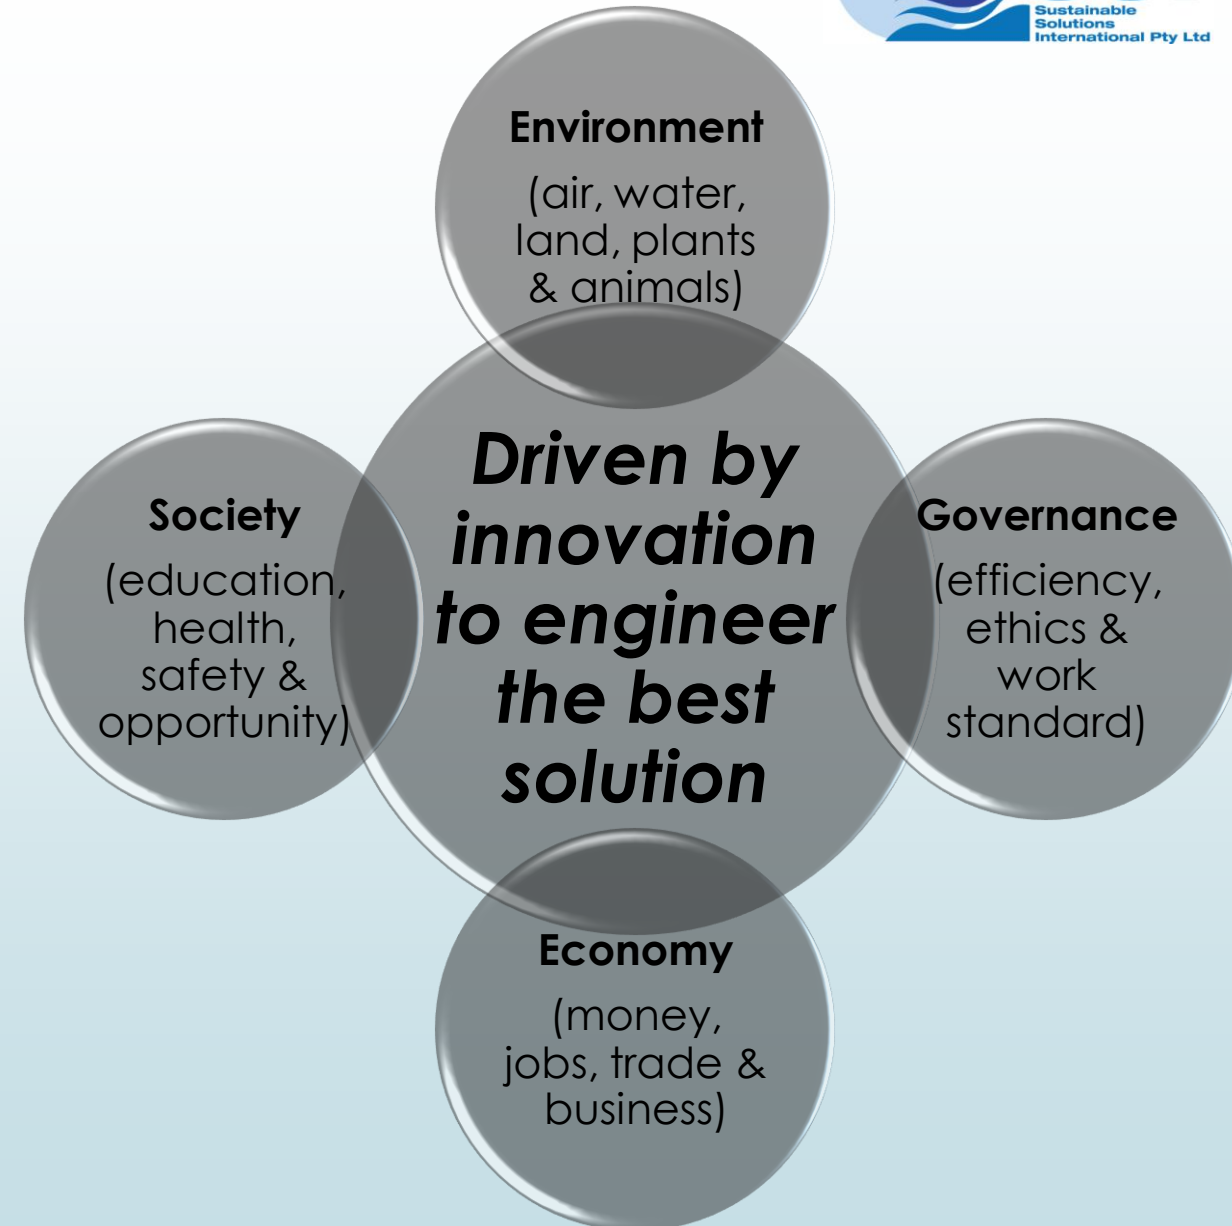 Sustainable
Solutions
International Pty Ltd
Environment
(air, water,
land, plants
& animals)
Driven by
innovation
to engineer
the best
solution
Society
(education,
health,
safety &
opportunity)
Governance
(efficiency,
ethics &
work
standard)
Economy
(money,
jobs, trade &
business)